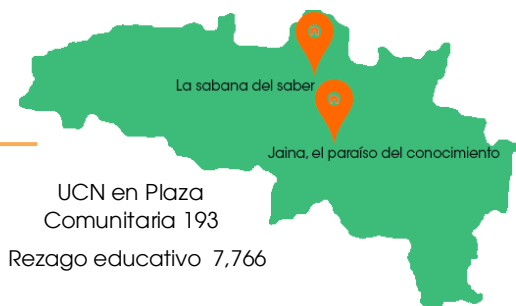 La sabana del saber
Jaina, el paraíso del conocimiento
UCN en Plaza
Comunitaria 193
Rezago educativo 7,766